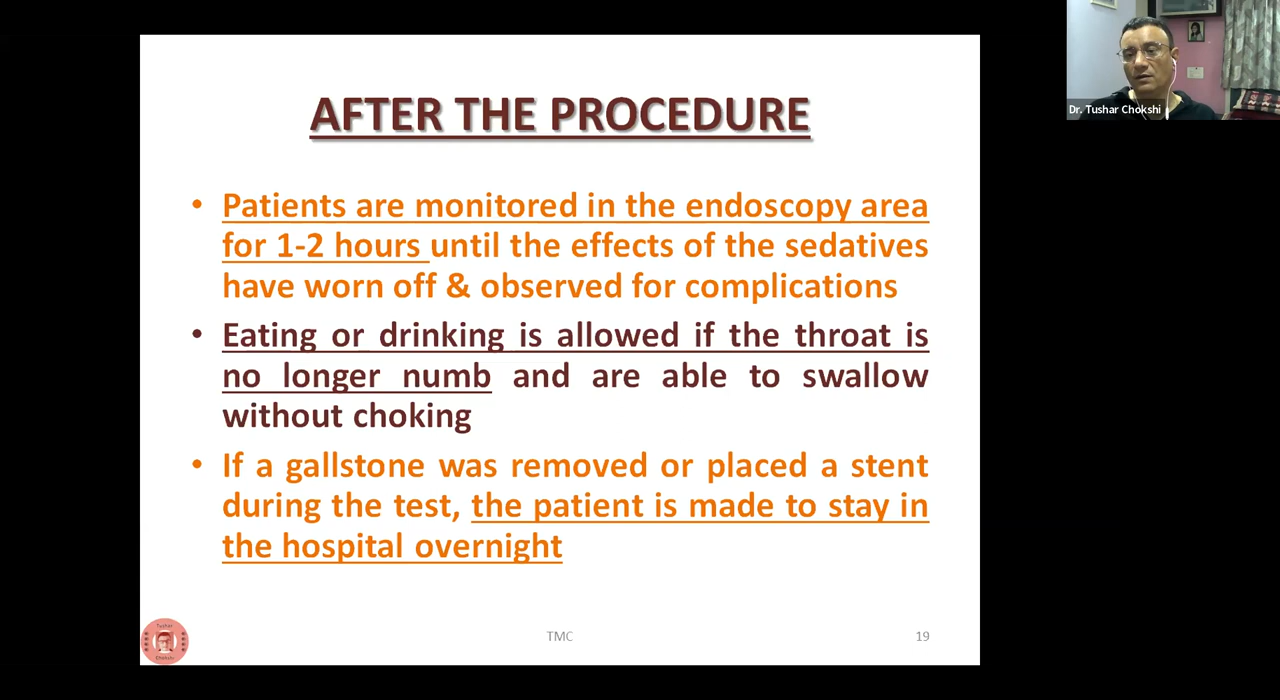 AFTER THE PROCEDURE
Dr. Tushar Chokshi
• Patients are monitored in the endoscopy area
for 1-2 hours until the effects of the sedatives
have worn off & observed for complications
• Eating or drinking is allowed if the throat is
no longer numb and are able to swallow
without choking
• If a gallstone was removed or placed a stent
during the test, the patient is made to stay in
the hospital overnight
Tushar
Chokshi
TMC
19